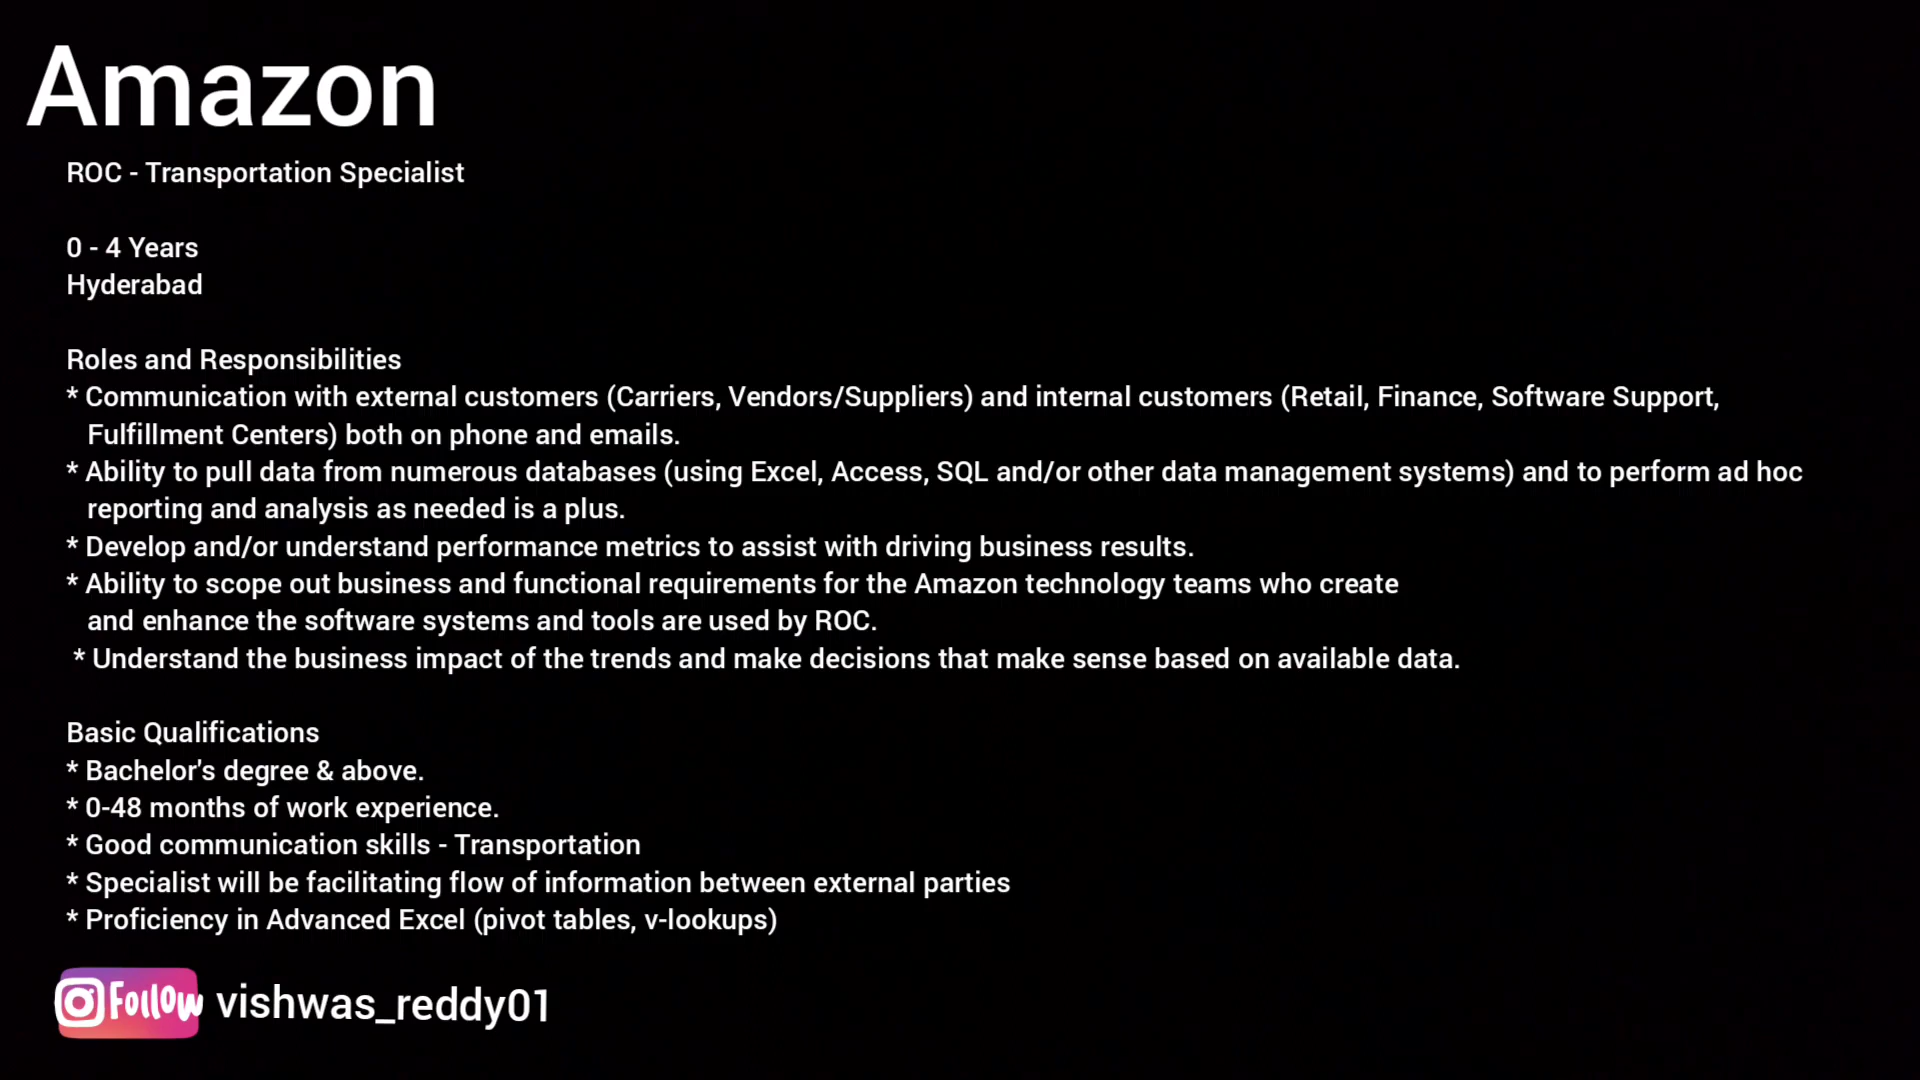 Amazon
ROC - Transportation Specialist
0 - 4 Years
Hyderabad
Roles and Responsibilities
* Communication with external customers (Carriers, Vendors/Suppliers) and internal customers (Retail, Finance, Software Support,
Fulfillment Centers) both on phone and emails.
* Ability to pull data from numerous databases (using Excel, Access, SQL and/or other data management systems) and to perform ad hoc
reporting and analysis as needed is a plus.
* Develop and/or understand performance metrics to assist with driving business results.
* Ability to scope out business and functional requirements for the Amazon technology teams who create
and enhance the software systems and tools are used by ROC.
* Understand the business impact of the trends and make decisions that make sense based on available data.
Basic Qualifications
* Bachelor's degree & above.
* 0-48 months of work experience.
* Good communication skills - Transportation
* Specialist will be facilitating flow of information between external parties
* Proficiency in Advanced Excel (pivot tables, v-lookups)
Follow vishwas_reddy01